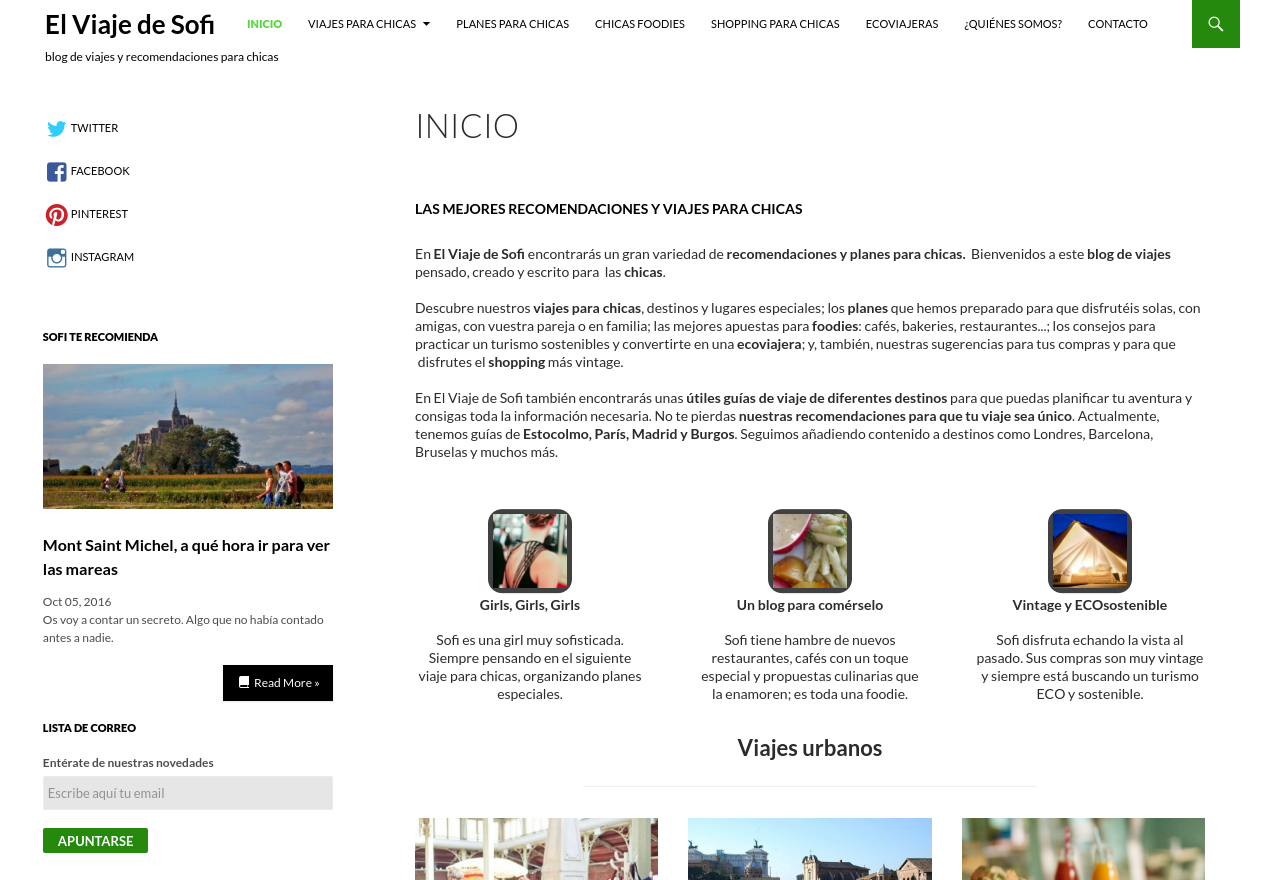 El Viaje de Sofi
INICIO
VIAJES PARA CHICAS
PLANES PARA CHICAS
CHICAS FOODIES
SHOPPING PARA CHICAS
ECOVIAJERAS
¿QUIÉNES SOMOS?
CONTACTO
blog de viajes y recomendaciones para chicas
TWITTER
FACEBOOK
PINTEREST
INSTAGRAM
SOFI TE RECOMIENDA
Mont Saint Michel, a qué hora ir para ver
las mareas
Oct 05, 2016
Os voy a contar un secreto. Algo que no había contado
antes a nadie.
Read More »
LISTA DE CORREO
Entérate de nuestras novedades
Escribe aquí tu email
APUNTARSE
INICIO
LAS MEJORES RECOMENDACIONES Y VIAJES PARA CHICAS
En El Viaje de Sofi encontrarás un gran variedad de recomendaciones y planes para chicas. Bienvenidos a este blog de viajes
pensado, creado y escrito para las chicas.
Descubre nuestros viajes para chicas, destinos y lugares especiales; los planes que hemos preparado para que disfrutéis solas, con
amigas, con vuestra pareja o en familia; las mejores apuestas para foodies: cafés, bakeries, restaurantes...; los consejos para
practicar un turismo sostenibles y convertirte en una ecoviajera; y, también, nuestras sugerencias para tus compras y para que
disfrutes el shopping más vintage.
En El Viaje de Sofi también encontrarás unas útiles guías de viaje de diferentes destinos para que puedas planificar tu aventura y
consigas toda la información necesaria. No te pierdas nuestras recomendaciones para que tu viaje sea único. Actualmente,
tenemos guías de Estocolmo, París, Madrid y Burgos. Seguimos añadiendo contenido a destinos como Londres, Barcelona,
Bruselas y muchos más.
Girls, Girls, Girls
Sofi es una girl muy sofisticada.
Siempre pensando en el siguiente
viaje para chicas, organizando planes
especiales.
Un blog para comérselo
Sofi tiene hambre de nuevos
restaurantes, cafés con un toque
especial y propuestas culinarias que
la enamoren; es toda una foodie.
Vintage y ECOsostenible
Sofi disfruta echando la vista al
pasado. Sus compras son muy vintage
y siempre está buscando un turismo
ECO y sostenible.
Viajes urbanos